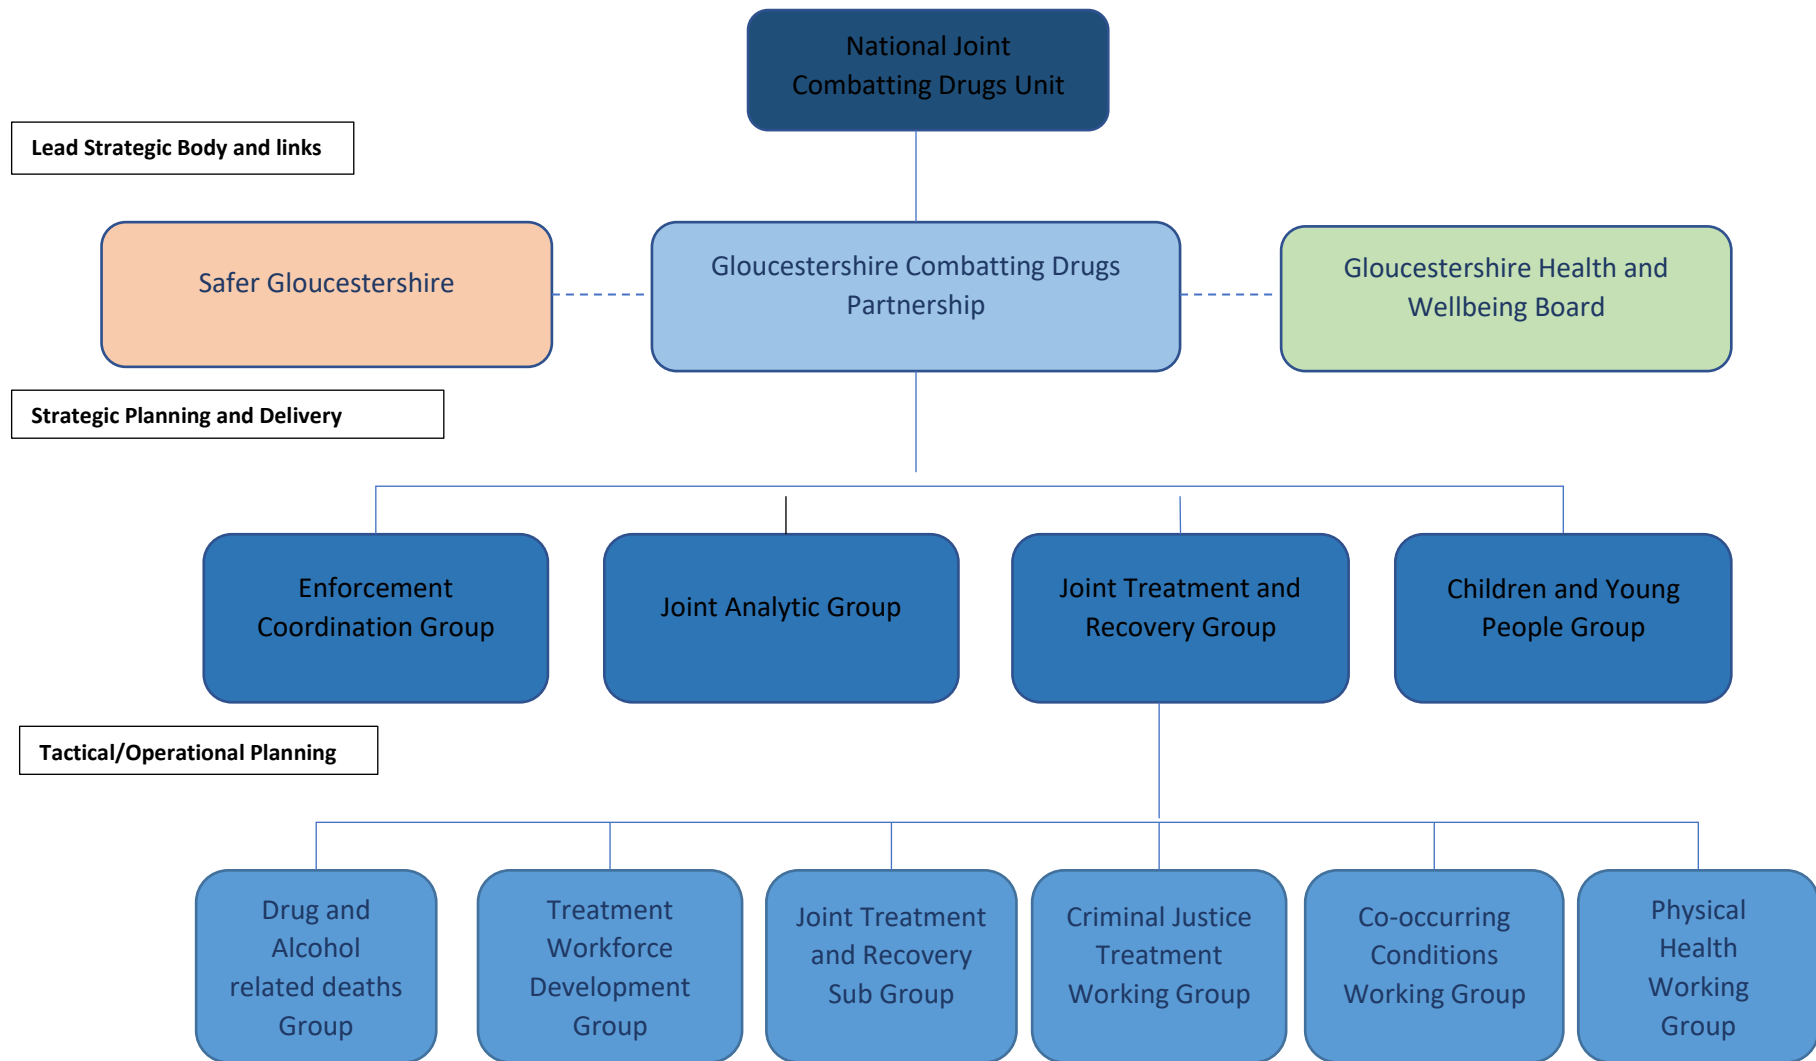 National Joint
Combatting Drugs Unit
Lead Strategic Body and links
Safer Gloucestershire
Gloucestershire Combatting Drugs
Partnership
Gloucestershire Health and
Wellbeing Board
Strategic Planning and Delivery
Enforcement
Coordination Group
Joint Analytic Group
Joint Treatment and
Recovery Group
Children and Young
People Group
Tactical/Operational Planning
Drug and
Alcohol
related deaths
Group
Treatment
Workforce
Development
Group
Joint Treatment
and Recovery
Sub Group
Criminal Justice
Treatment
Working Group
Co-occurring
Conditions
Working Group
Physical
Health
Working
Group